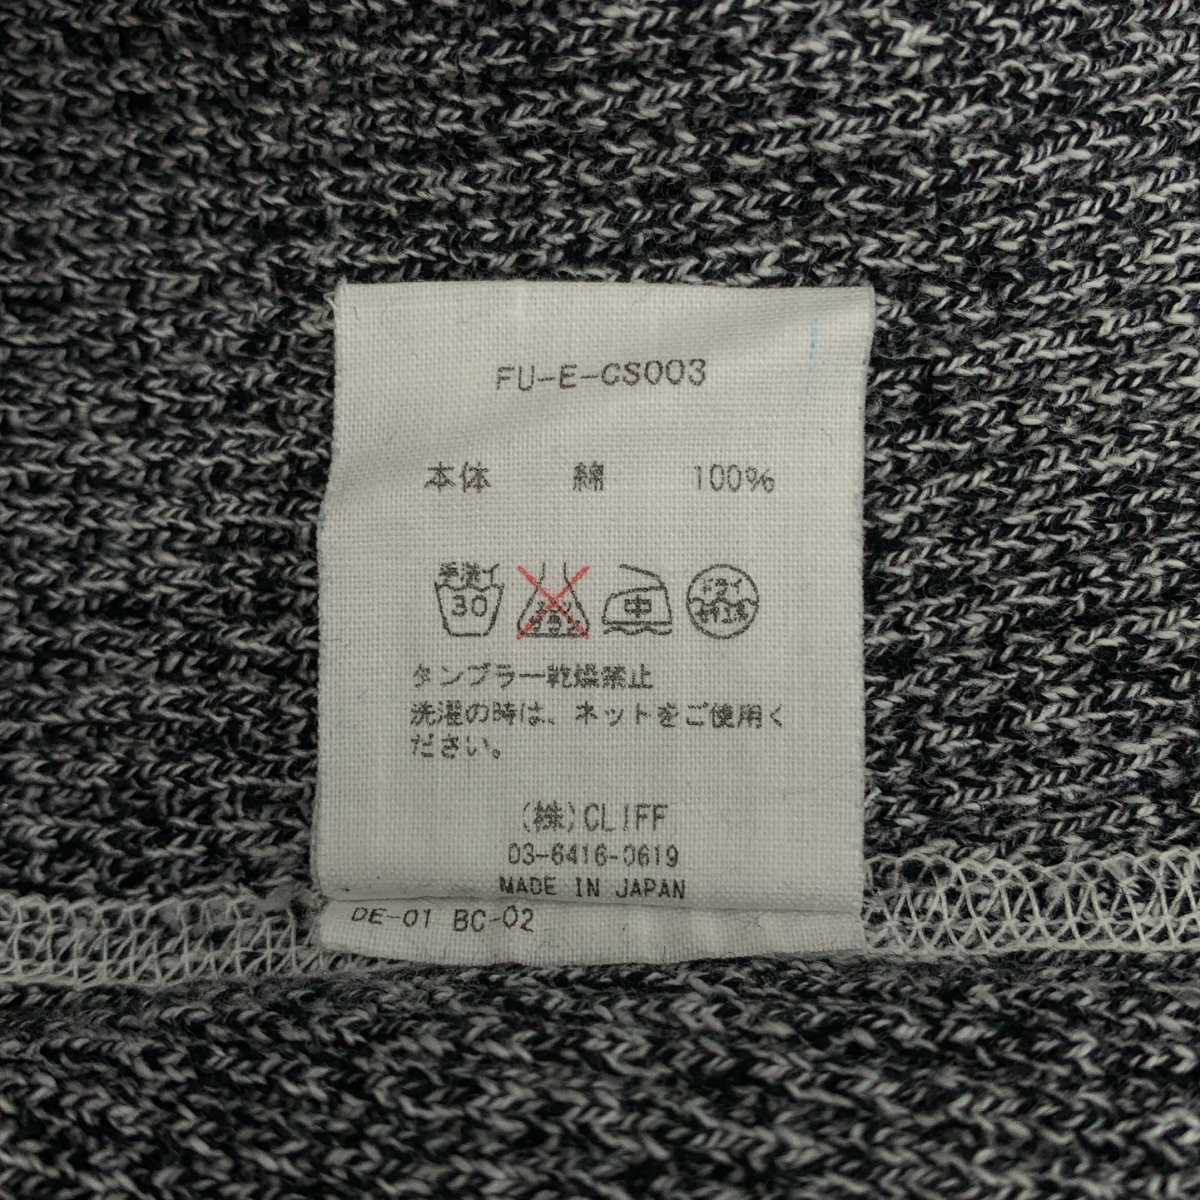 FU-E-CS003
本体 綿 100%
手洗イ 30 中 ドライ
タンブラー乾燥禁止
洗濯の時は、ネットをご使用く
ださい。
(株)CLIFF
03-6416-0619
MADE IN JAPAN
DE-01 BC-02